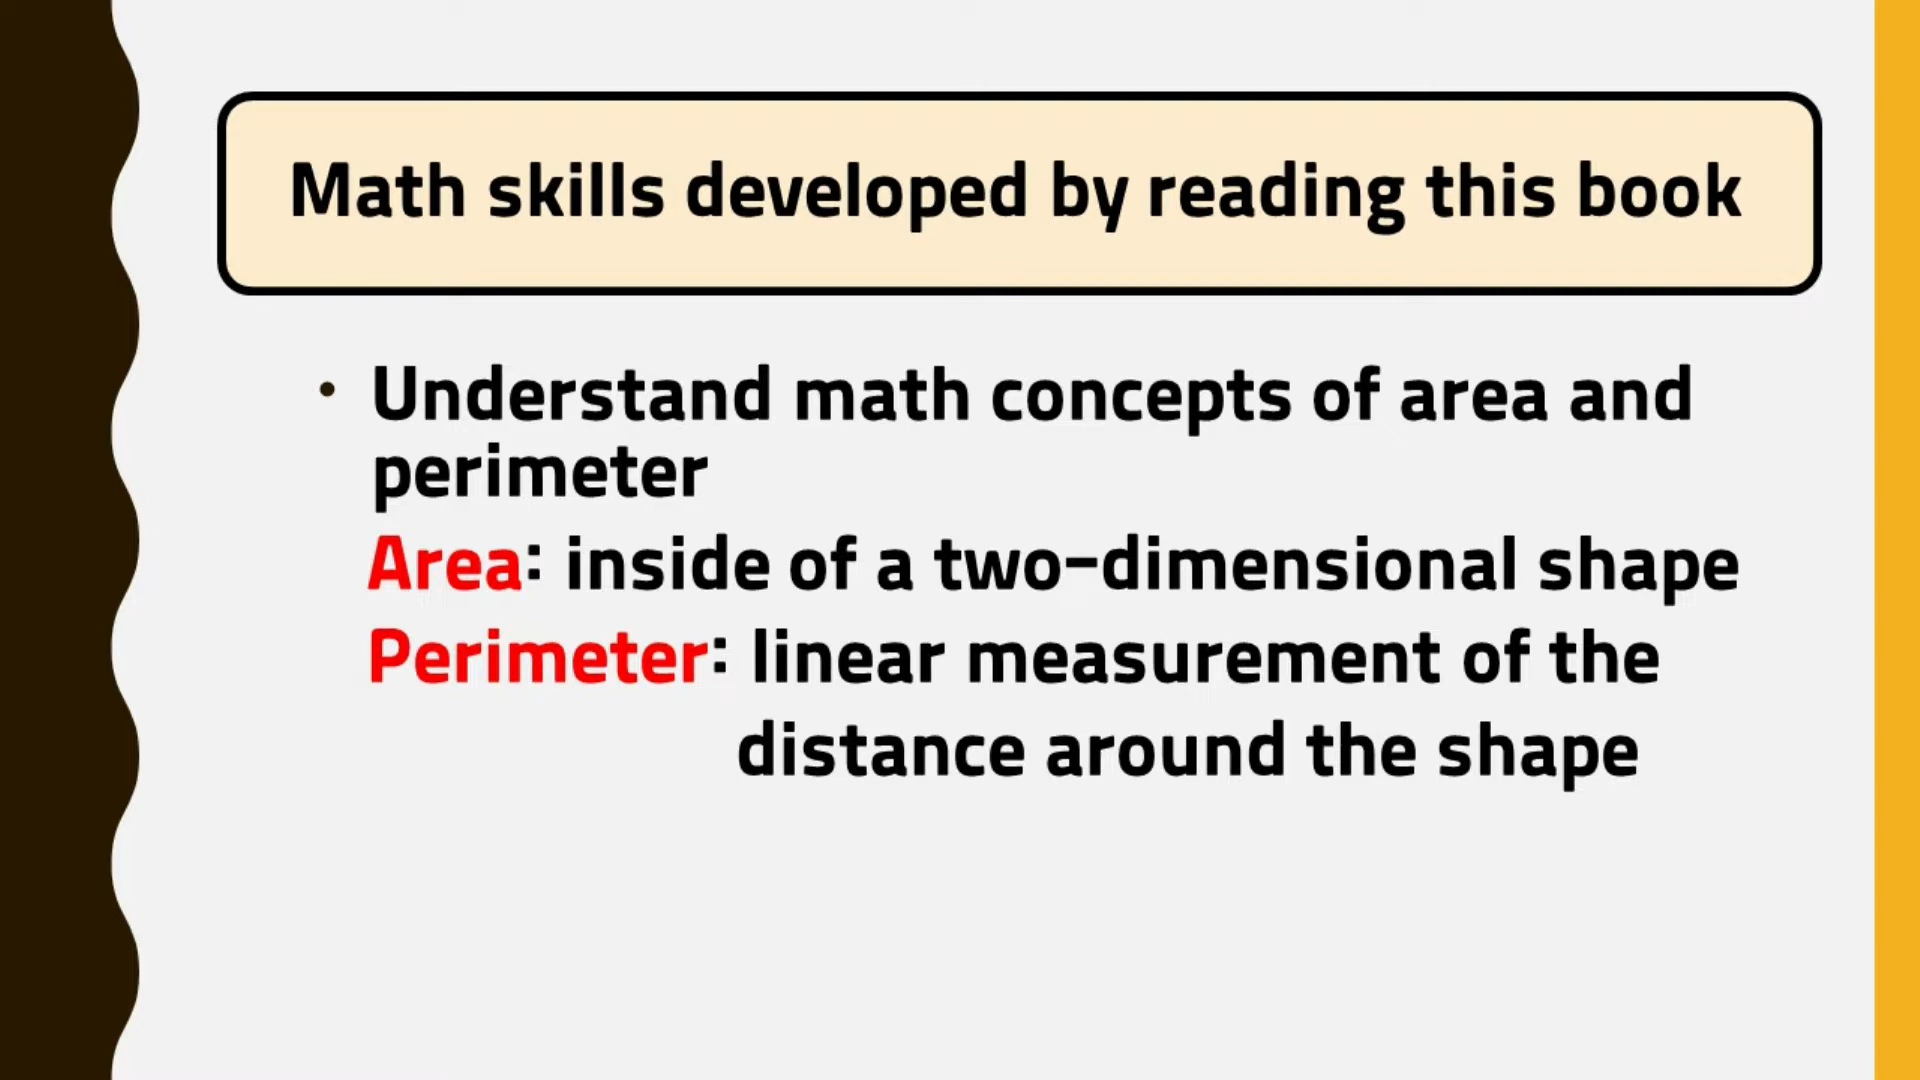 Math skills developed by reading this book
• Understand math concepts of area and
perimeter
Area: inside of a two-dimensional shape
Perimeter: linear measurement of the
distance around the shape